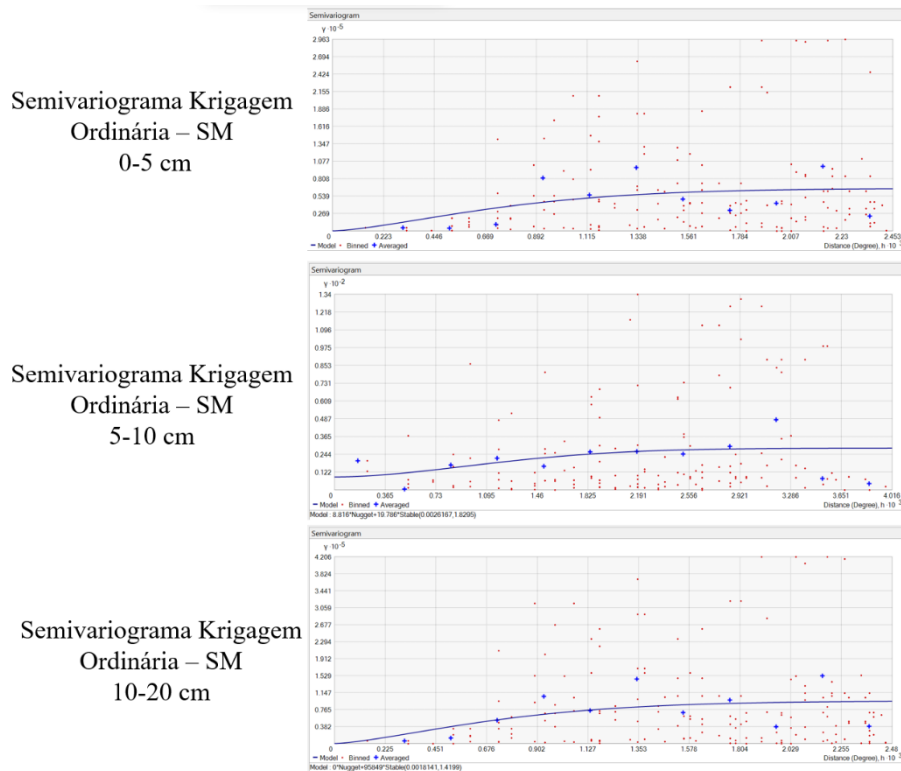 Semivariograma Krigagem
Ordinária – SM
0-5 cm
Semivariogram
γ ·10⁻⁵
2.963
2.694
2.424
2.155
1.886
1.616
1.347
1.077
0.808
0.539
0.269
0 0.223 0.446 0.669 0.892 1.115 1.338 1.561 1.784 2.007 2.23 2.453
Model Binned Averaged Distance (Degree), h ·10
Semivariograma Krigagem
Ordinária – SM
5-10 cm
Semivariogram
γ ·10⁻²
1.34
1.218
1.096
0.975
0.853
0.731
0.609
0.487
0.365
0.244
0.122
0 0.365 0.73 1.095 1.46 1.825 2.191 2.556 2.921 3.286 3.651 4.016
Model Binned Averaged Distance (Degree), h ·10
Model : 8.816*Nugget+19.786*Stable(0.0026167,1.8295)
Semivariograma Krigagem
Ordinária – SM
10-20 cm
Semivariogram
γ ·10⁻⁵
4.206
3.824
3.441
3.059
2.677
2.294
1.912
1.529
1.147
0.765
0.382
0 0.225 0.451 0.676 0.902 1.127 1.353 1.578 1.804 2.029 2.255 2.48
Model Binned Averaged Distance (Degree), h ·10
Model : 0*Nugget+95849*Stable(0.0018141,1.4199)